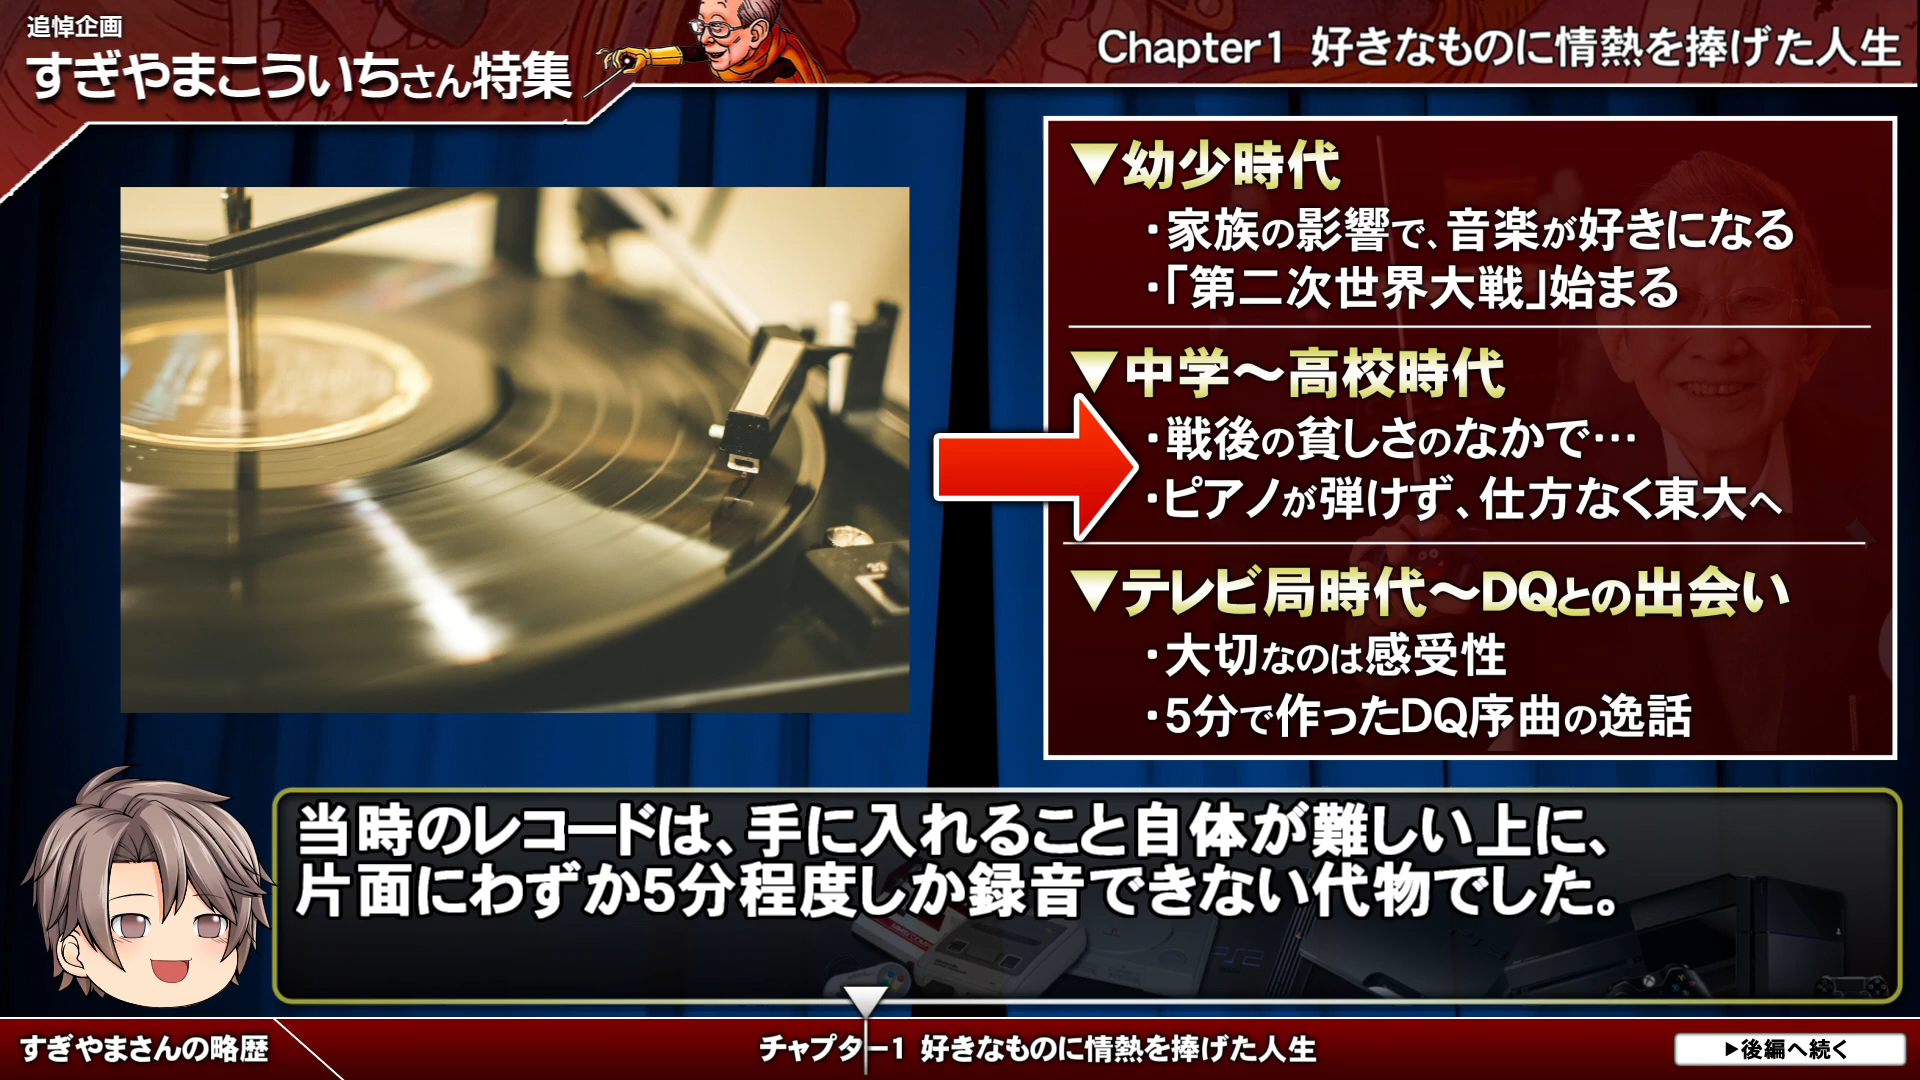 追悼企画
すぎやまこういちさん特集
Chapter1 好きなものに情熱を捧げた人生
▼幼少時代
・家族の影響で、音楽が好きになる
・「第二次世界大戦」始まる
▼中学～高校時代
・戦後の貧しさのなかで…
・ピアノが弾けず、仕方なく東大へ
▼テレビ局時代～DQとの出会い
・大切なのは感受性
・5分で作ったDQ序曲の逸話
当時のレコードは、手に入れること自体が難しい上に、
片面にわずか5分程度しか録音できない代物でした。
すぎやまさんの略歴
チャプター1 好きなものに情熱を捧げた人生
▶後編へ続く